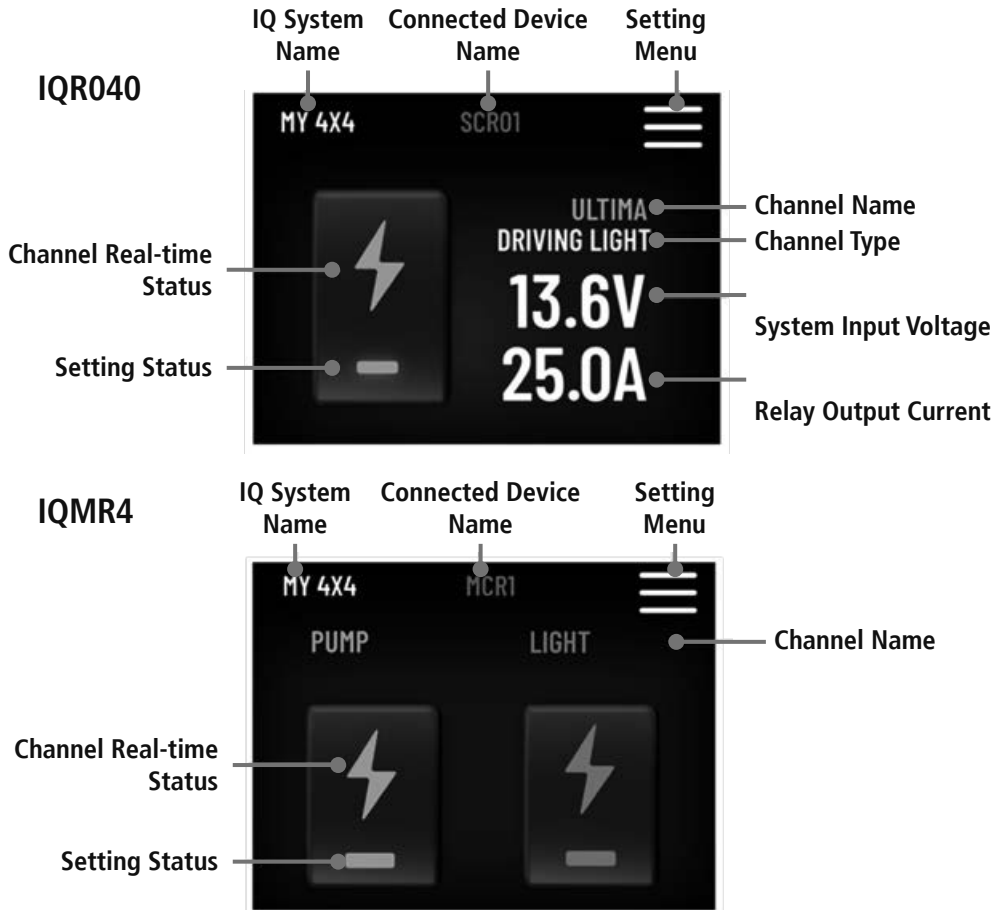 IQ System
Name
Connected Device
Name
Setting
Menu
IQR040
MY 4X4
SCR01
ULTIMA
Channel Name
DRIVING LIGHT
Channel Type
Channel Real-time
Status
13.6V
System Input Voltage
Setting Status
25.0A
Relay Output Current
IQMR4
IQ System
Name
Connected Device
Name
Setting
Menu
MY 4X4
MCR1
PUMP
LIGHT
Channel Name
Channel Real-time
Status
Setting Status